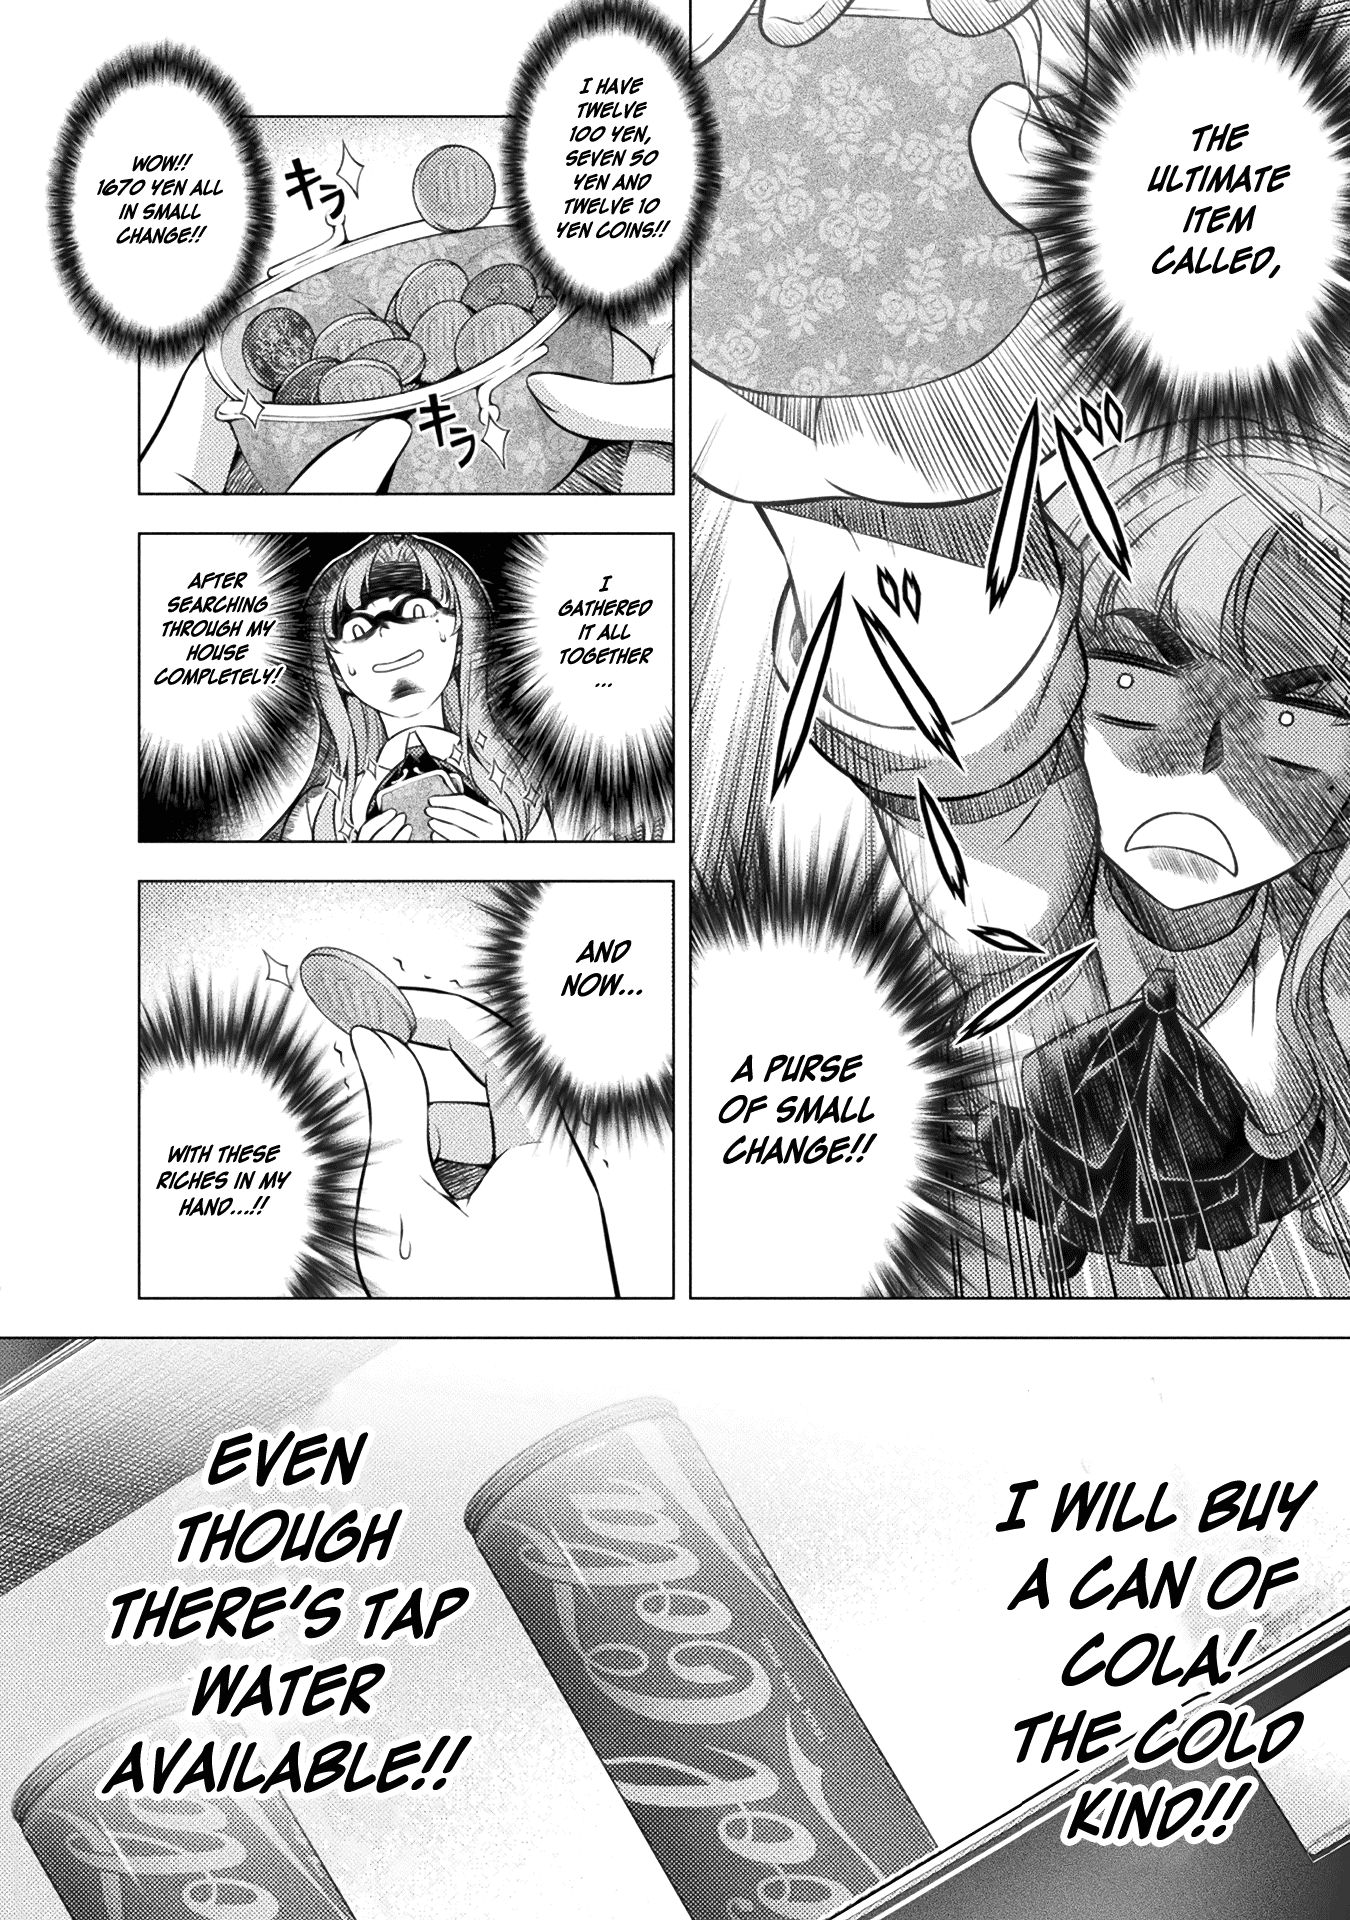 THE
ULTIMATE
ITEM
CALLED,
A PURSE
OF SMALL
CHANGE!!
I HAVE
TWELVE
100 YEN,
SEVEN 50
YEN AND
TWELVE 10
YEN COINS!!
WOW!!
1670 YEN ALL
IN SMALL
CHANGE!!
キラ
キラ
I
GATHERED
IT ALL
TOGETHER
...
AFTER
SEARCHING
THROUGH MY
HOUSE
COMPLETELY!
AND
NOW...
WITH THESE
RICHES IN MY
HAND...!!
I WILL BUY
A CAN OF
COLA!
THE COLD
KIND!!
EVEN
THOUGH
THERE'S TAP
WATER
AVAILABLE!!